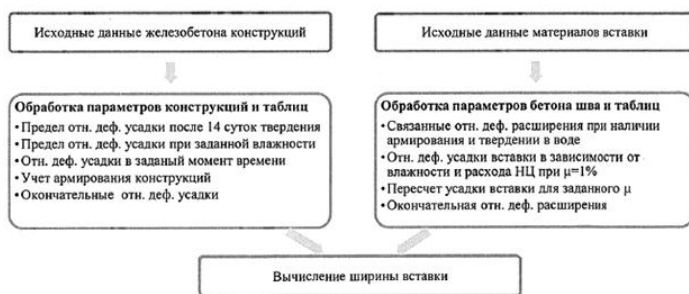 Исходные данные железобетона конструкций
Исходные данные материалов вставки
Обработка параметров конструкций и таблиц
•Предел отн. деф. усадки после 14 суток твердения
•Предел отн. деф. усадки при заданной влажности
•Отн. деф. усадки в заданый момент времени
•Учет армирования конструкций
•Окончательные отн. деф. усадки
Обработка параметров бетона шва и таблиц
•Связанные отн. деф. расширения при наличии
армирования и твердении в воде
•Отн. деф. усадки вставки в зависимости от
влажности и расхода НЦ при μ=1%
•Пересчет усадки вставки для заданного μ
•Окончательная отн. деф. расширения
Вычисление ширины вставки